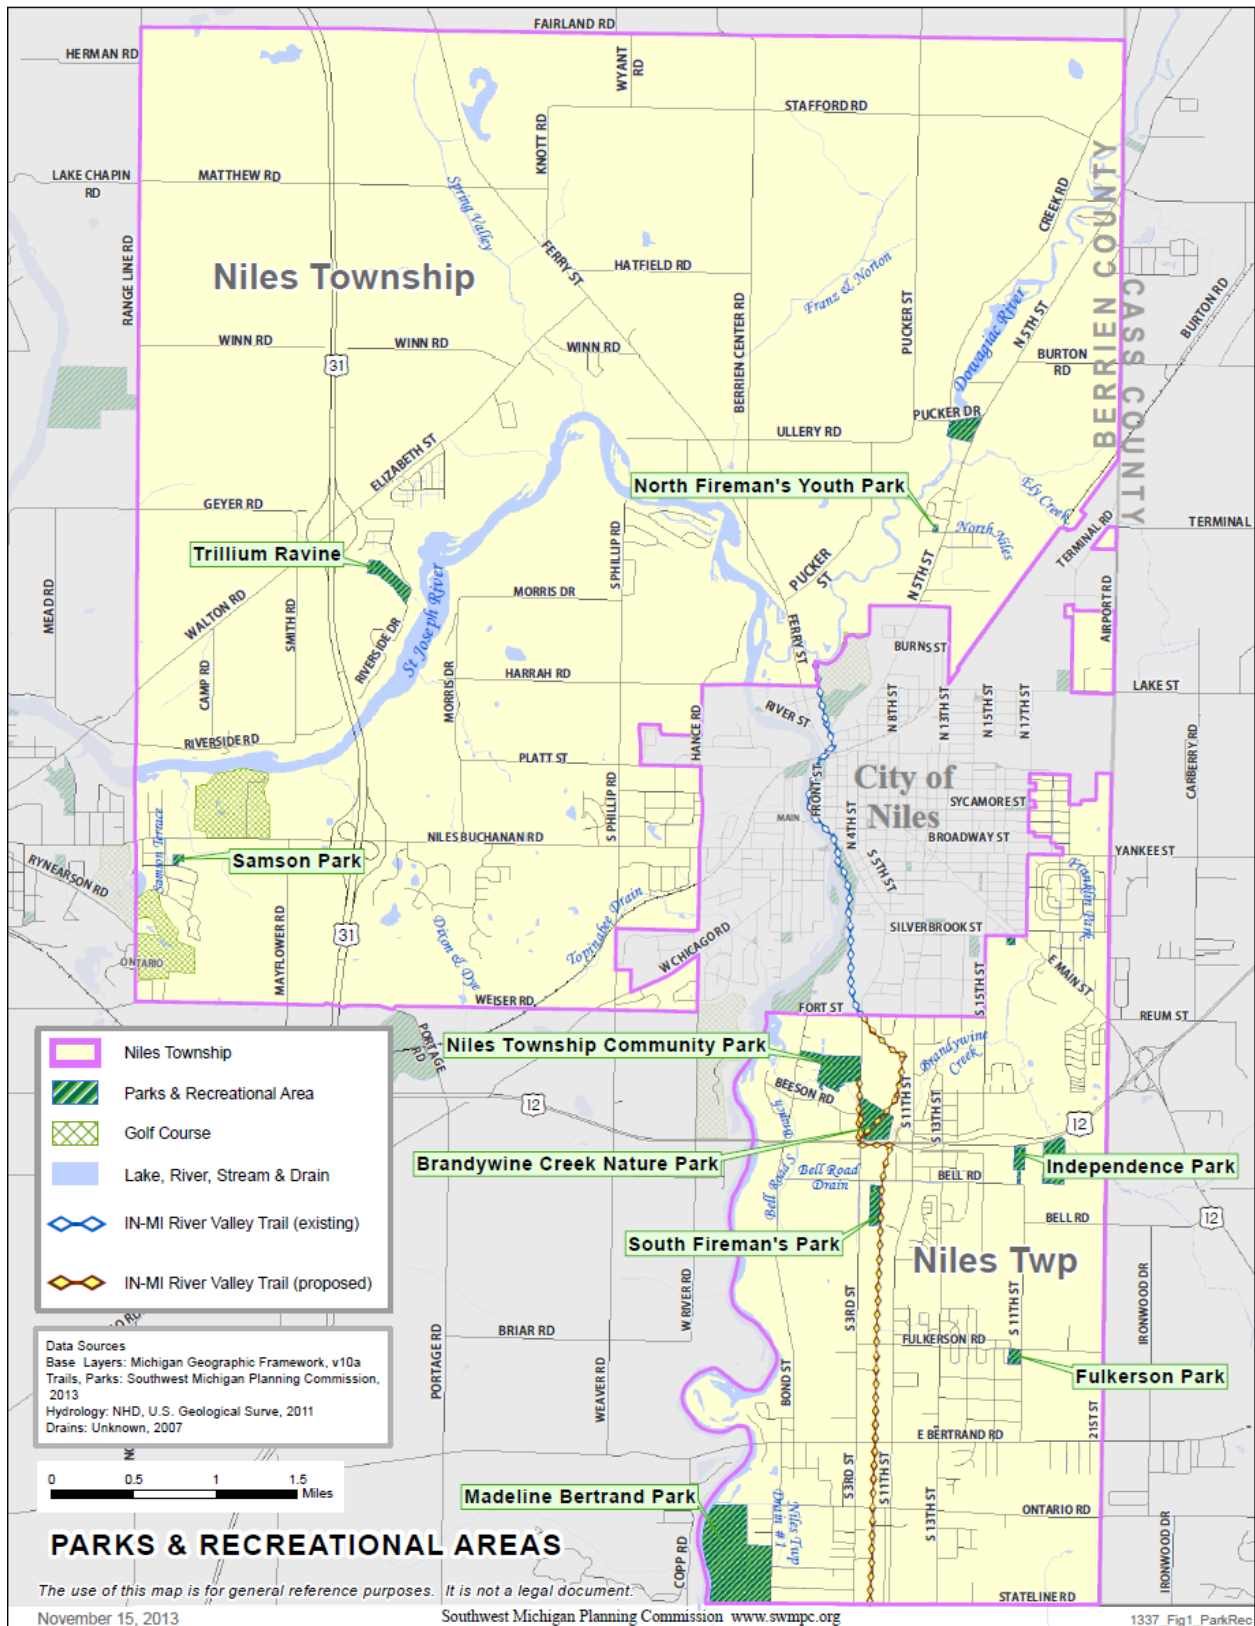 FAIRLAND RD
HERMAN RD
WYANT
RD
STAFFORD RD
KNOTT RD
LAKE CHAPIN
RD
MATTHEW RD
Spring Valley
CREEK RD
BERRIEN COUNTY
CASS COUNTY
RANGE LINE RD
Niles Township
FERRY ST
HATFIELD RD
Franz & Norton
BERRIEN CENTER RD
PUCKER ST
Dowagiac River
N 5TH ST
BURTON RD
WINN RD
WINN RD
WINN RD
31
BURTON
RD
PUCKER DR
ULLERY RD
ELIZABETH ST
North Fireman's Youth Park
Ely Creek
GEYER RD
S PHILLIP RD
North Niles
TERMINAL RD
TERMINAL
Trillium Ravine
PUCKER
ST
N 5TH ST
MEAD RD
WALTON RD
SMITH RD
RIVERSIDE DR
St Joseph River
MORRIS DR
FERRY ST
AIRPORT RD
BURNS ST
CAMP RD
MORRIS DR
HARRAH RD
LAKE ST
RIVER ST
N 8TH ST
N 13TH ST
N 15TH ST
N 17TH ST
HANCE RD
RIVERSIDE RD
PLATT ST
CARBERRY RD
City of
Niles
FRONT ST
MAIN
N 4TH ST
SYCAMORE ST
S PHILLIP RD
NILES BUCHANAN RD
BROADWAY ST
YANKEE ST
RYNEARSON RD
Samson Terrace
Samson Park
S 5TH ST
Franklin Park
MAYFLOWER RD
31
Dixon & Dye
Topinabee Drain
W CHICAGO RD
SILVERBROOK ST
ONTARIO
S 15TH ST
E MAIN ST
WEISER RD
FORT ST
REUM ST
PORTAGE
RD
Niles Township Community Park
Brandywine
Creek
BEESON RD
S 11TH ST
S 13TH ST
12
12
Brandywine Creek Nature Park
Bell Road S.
Branch
Bell Road
Drain
BELL RD
Independence Park
BELL RD
12
South Fireman's Park
Niles Twp
W RIVER RD
S 3RD ST
S 11TH ST
IRONWOOD DR
BRIAR RD
FULKERSON RD
PORTAGE RD
WEAVER RD
BOND ST
Fulkerson Park
21ST ST
E BERTRAND RD
S 3RD ST
S 11TH ST
Madeline Bertrand Park
Niles Twp
Drain #1
S 13TH ST
ONTARIO RD
COPP RD
IRONWOOD DR
STATELINE RD
Niles Township
Parks & Recreational Area
Golf Course
Lake, River, Stream & Drain
IN-MI River Valley Trail (existing)
IN-MI River Valley Trail (proposed)
Data Sources
Base Layers: Michigan Geographic Framework, v10a
Trails, Parks: Southwest Michigan Planning Commission,
2013
Hydrology: NHD, U.S. Geological Surve, 2011
Drains: Unknown, 2007
0 0.5 1 1.5
Miles
PARKS & RECREATIONAL AREAS
The use of this map is for general reference purposes. It is not a legal document.
November 15, 2013
Southwest Michigan Planning Commission www.swmpc.org
1337_Fig1_ParkRec